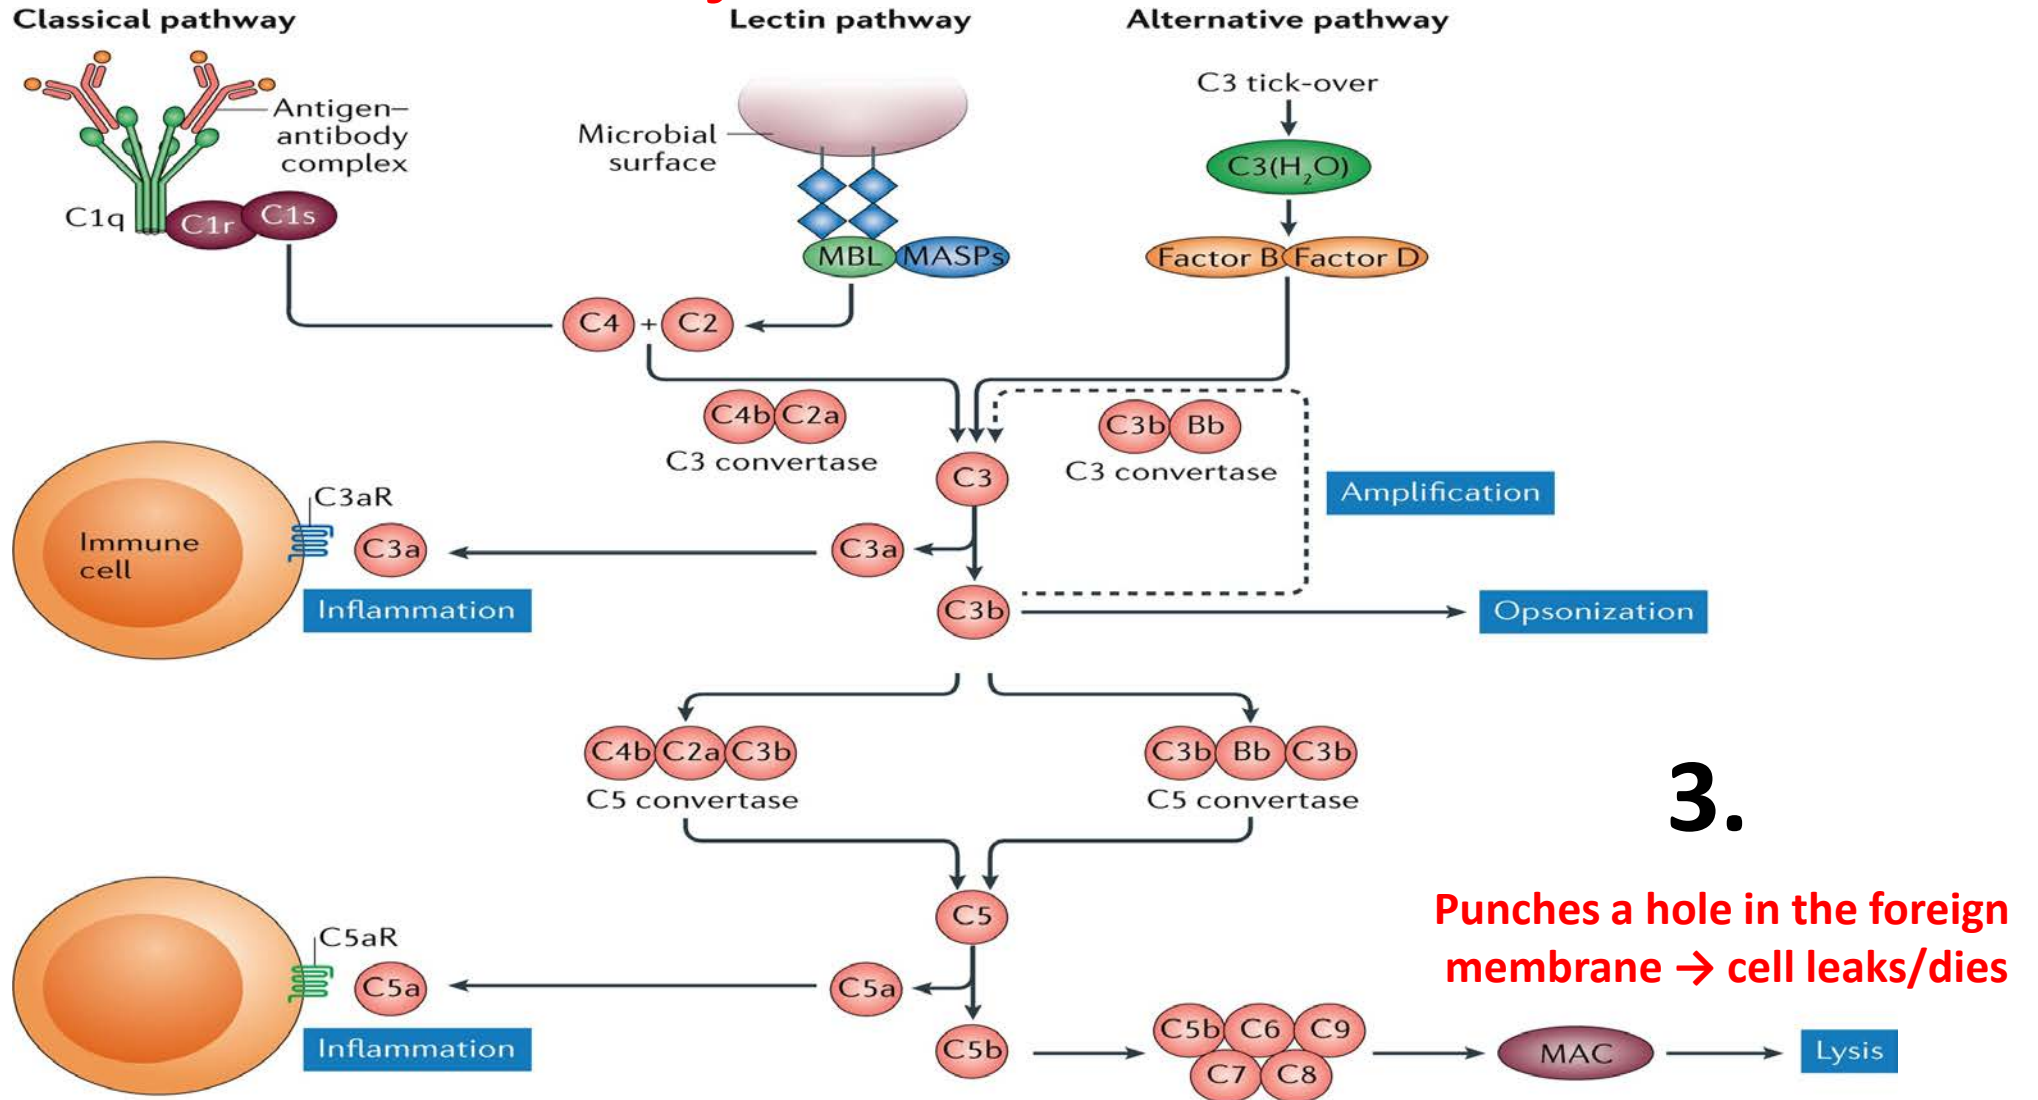 Classical pathway
Lectin pathway
Alternative pathway
C3 tick-over
Antigen–
antibody
complex
Microbial
surface
C3(H₂O)
C1q
C1r
C1s
MBL
MASPs
Factor B
Factor D
C4 + C2
C4b
C2a
C3 convertase
C3b
Bb
C3 convertase
C3
Amplification
C3aR
Immune
cell
C3a
C3a
Inflammation
C3b
Opsonization
C4b
C2a
C3b
C5 convertase
C3b
Bb
C3b
C5 convertase
3.
Punches a hole in the foreign
membrane → cell leaks/dies
C5
C5aR
C5a
C5a
Inflammation
C5b
C5b
C6
C9
C7
C8
MAC
Lysis